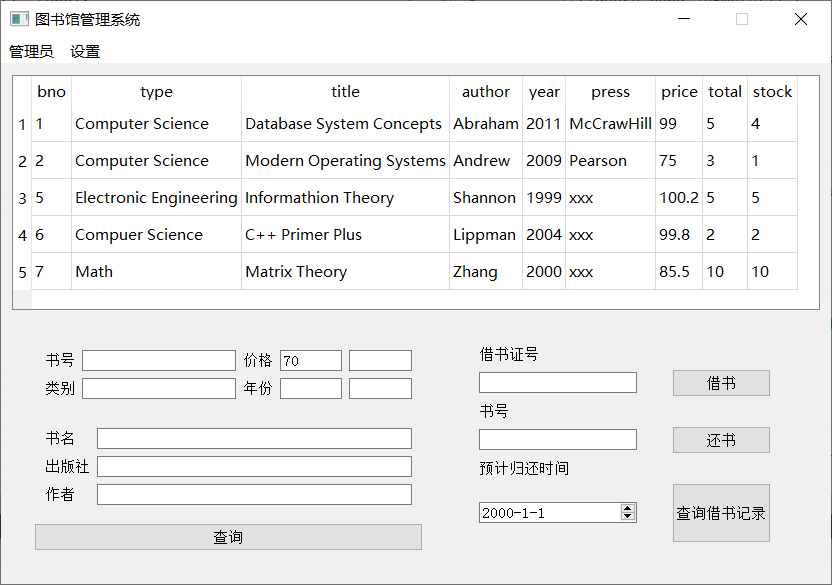 图书馆管理系统
管理员 设置
bno type title author year press price total stock
1 1 Computer Science Database System Concepts Abraham 2011 McCrawHill 99 5 4
2 2 Computer Science Modern Operating Systems Andrew 2009 Pearson 75 3 1
3 5 Electronic Engineering Informathion Theory Shannon 1999 xxx 100.2 5 5
4 6 Compuer Science C++ Primer Plus Lippman 2004 xxx 99.8 2 2
5 7 Math Matrix Theory Zhang 2000 xxx 85.5 10 10
书号 价格 70
类别 年份
书名
出版社
作者
查询
借书证号
借书
书号
还书
预计归还时间
2000-1-1
查询借书记录